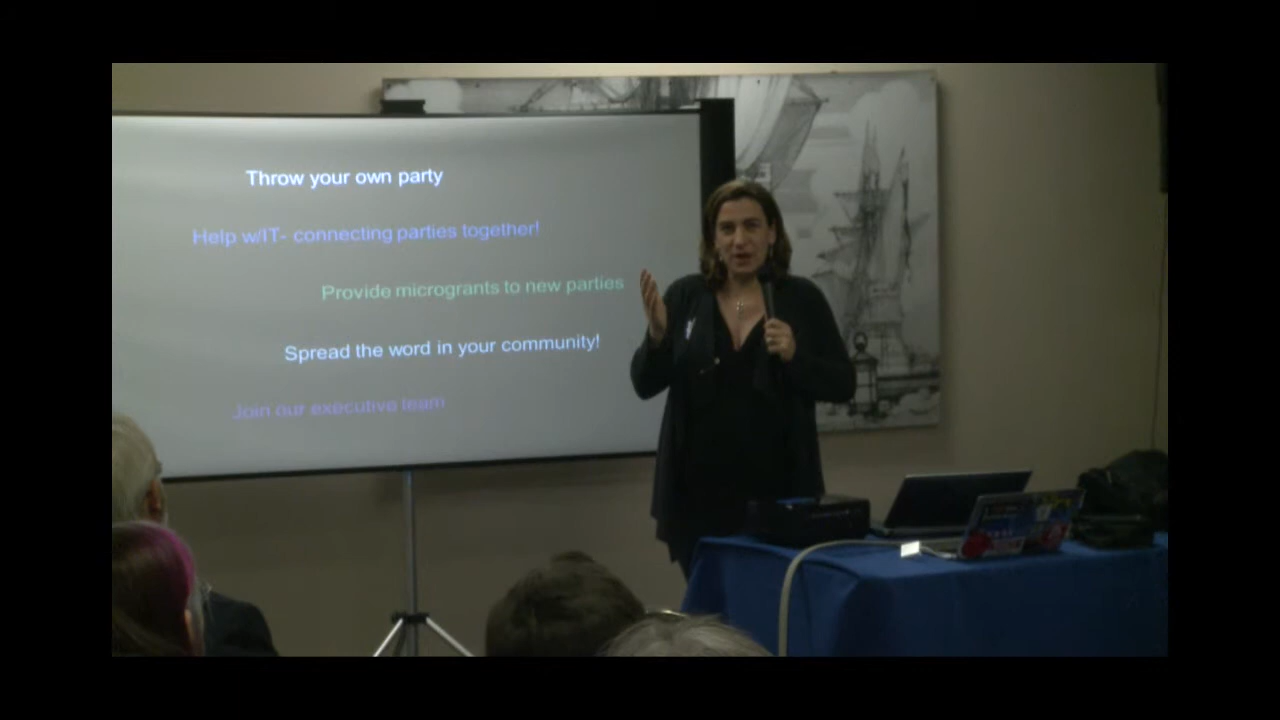 Throw your own party
Help w/IT- connecting parties together!
Provide microgrants to new parties
Spread the word in your community!
Join our executive team